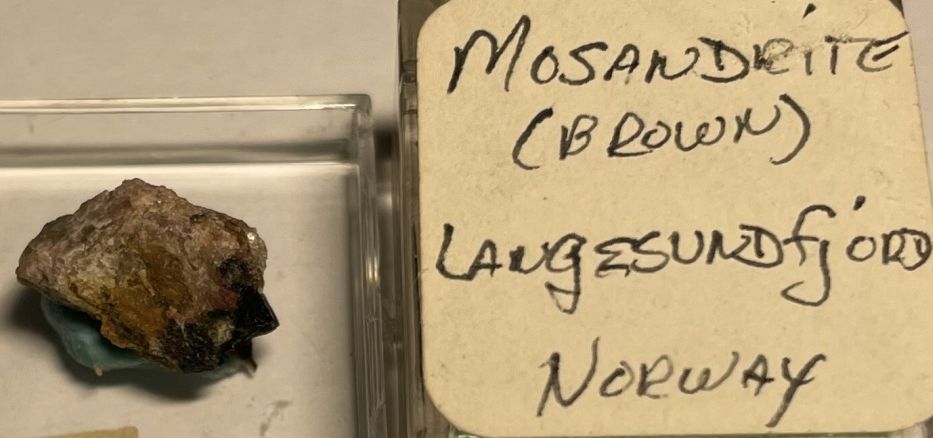 MOSANDRITE
(BROWN)
LANGESUNDfjORD
NORWAY